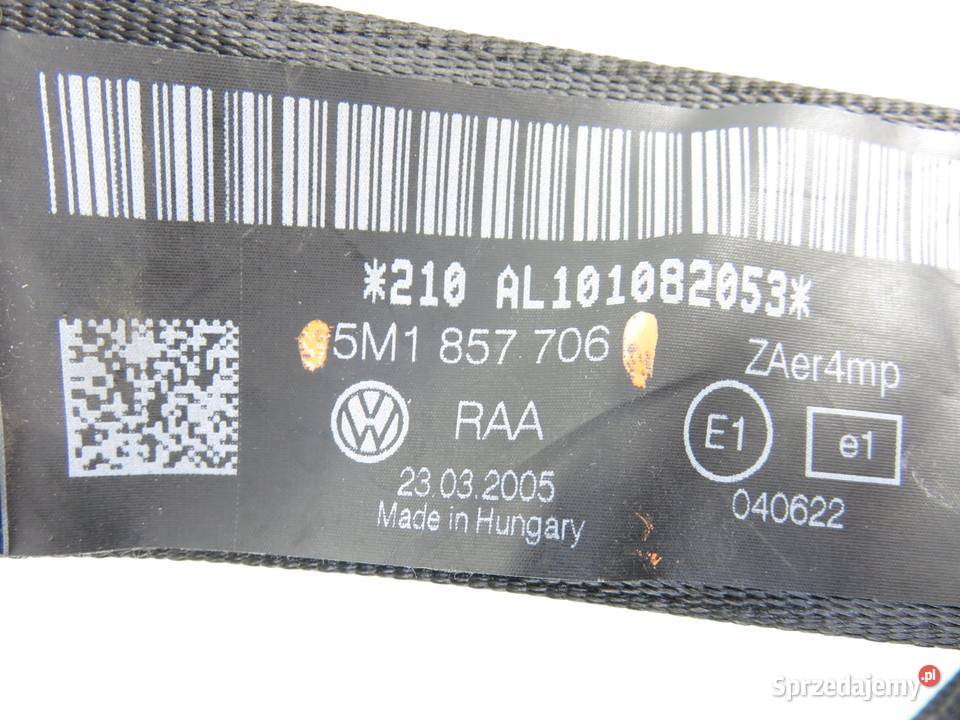 *210 AL101082053*
5M1 857 706
ZAer4mp
RAA
E1
e1
23.03.2005
040622
Made in Hungary
Sprzedajemy.pl